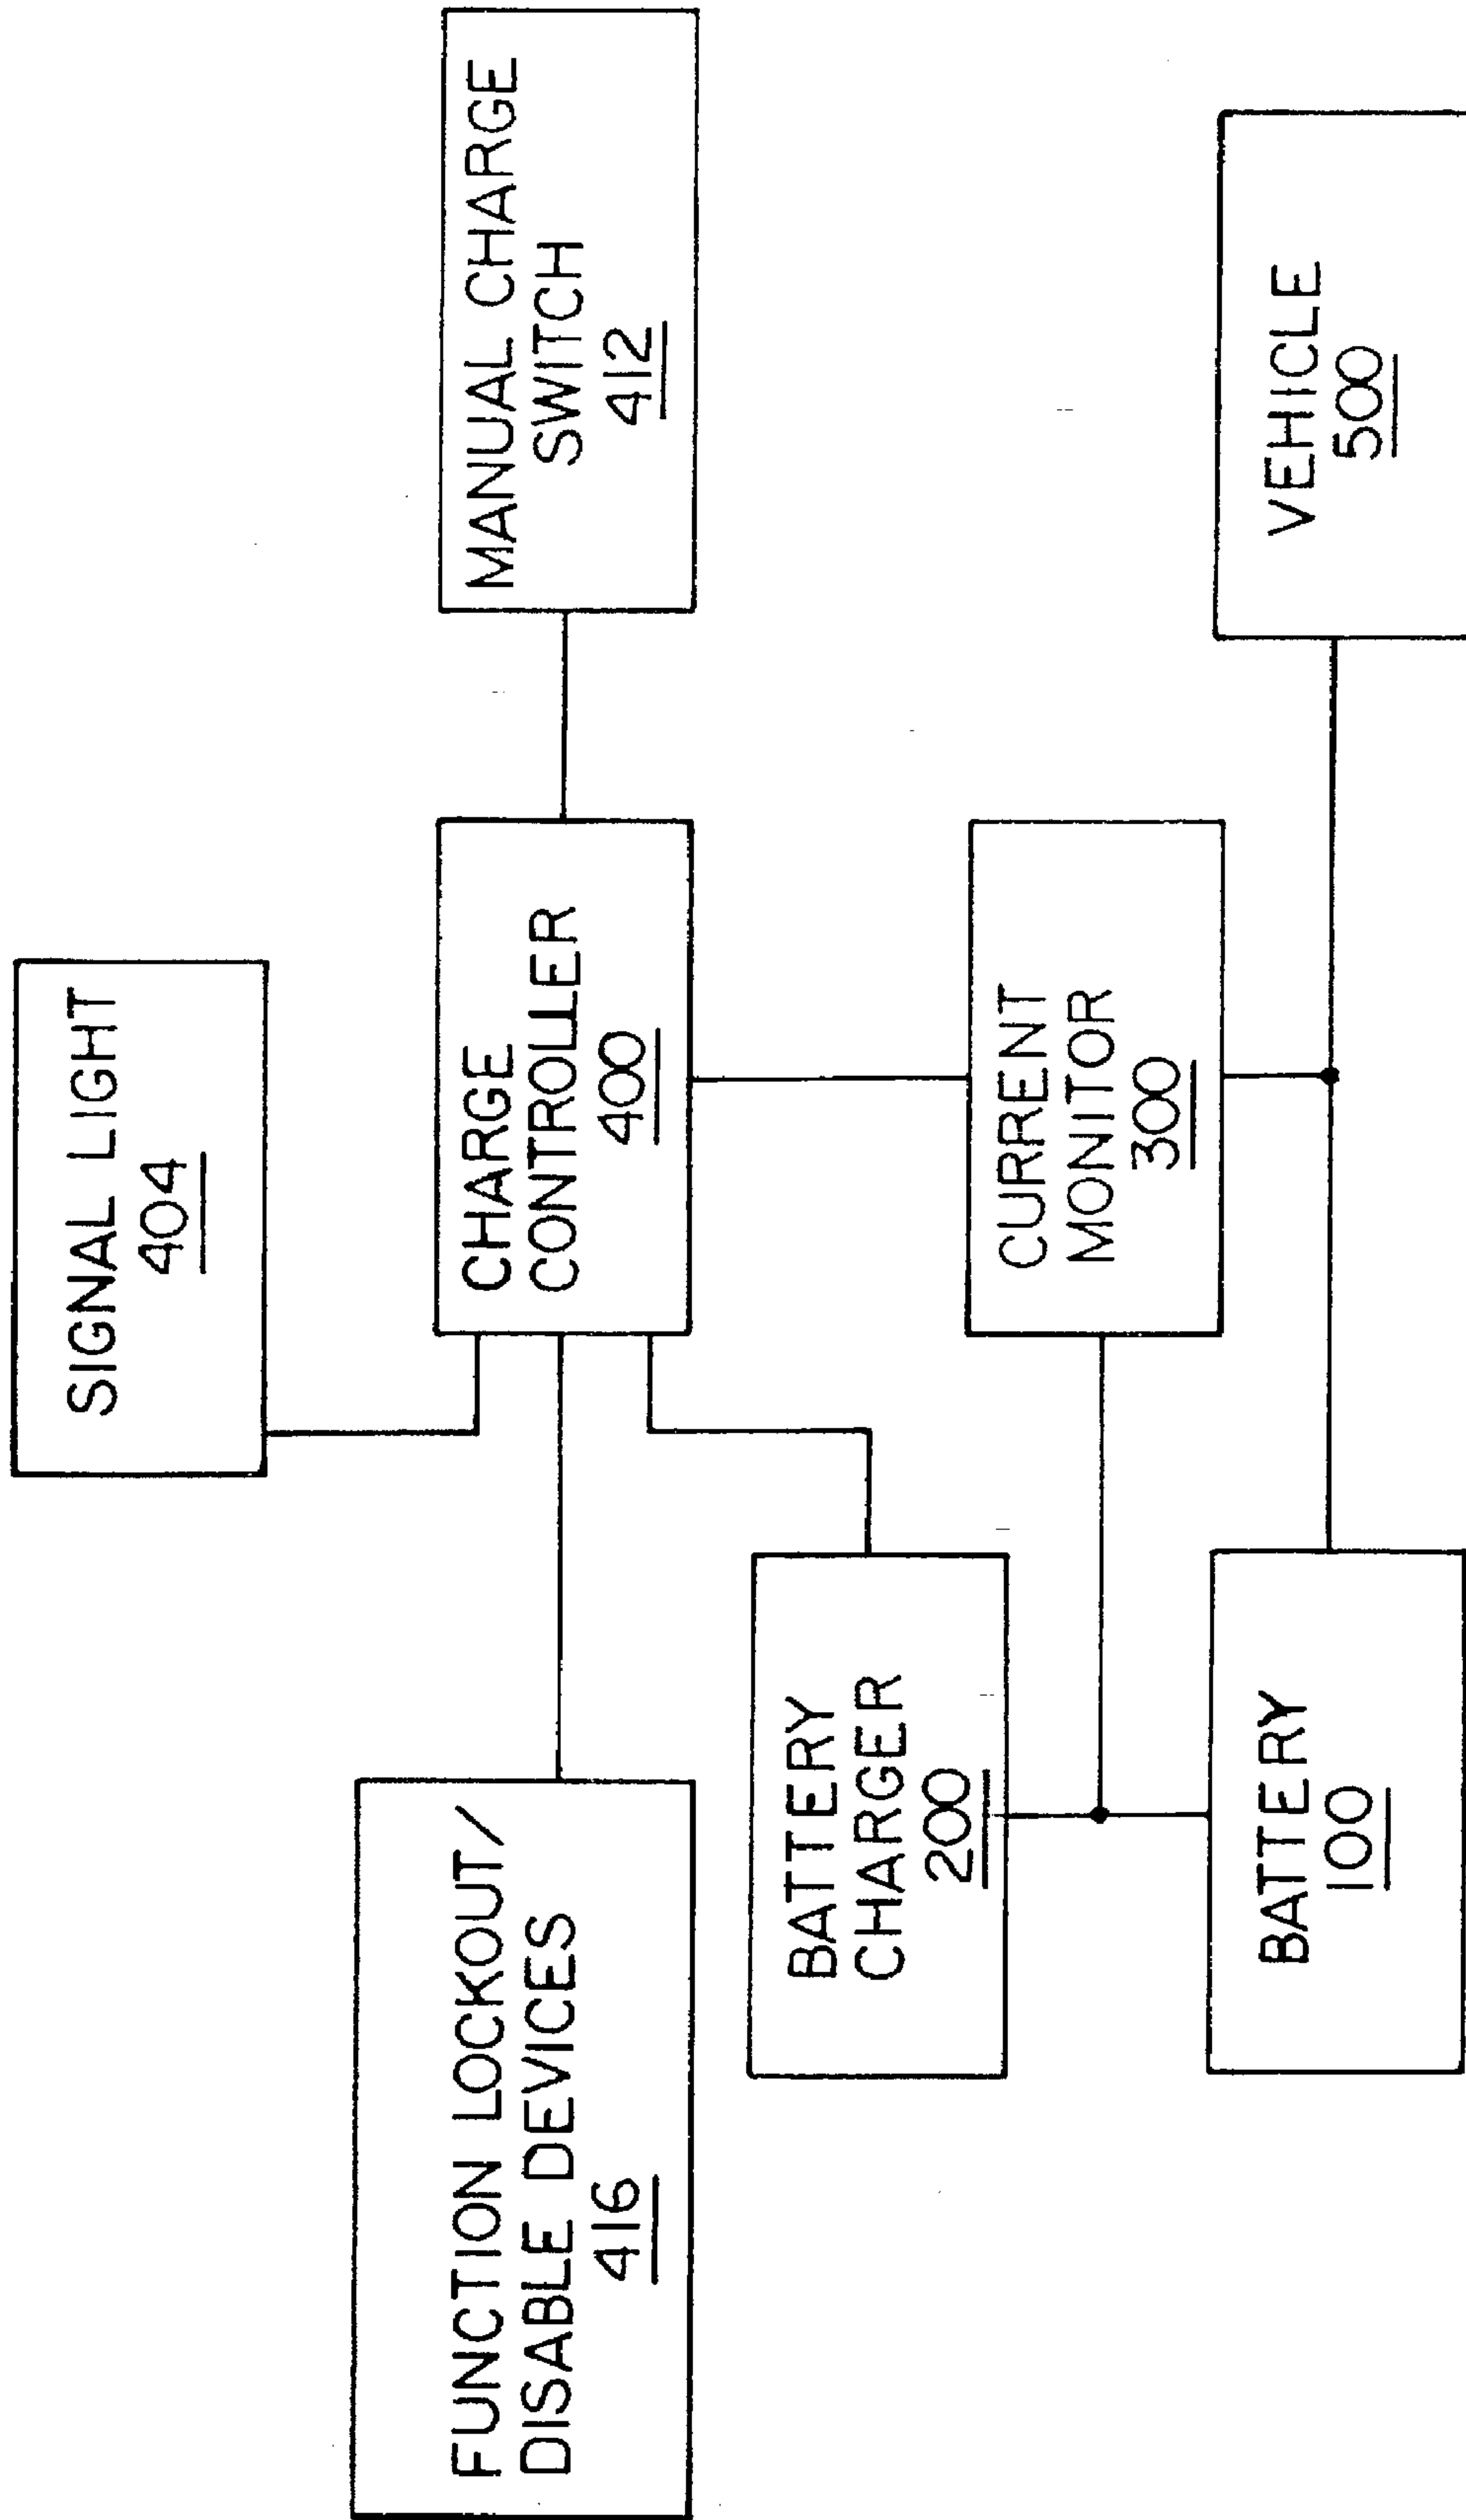 SIGNAL LIGHT
404
FUNCTION LOCKOUT/
DISABLE DEVICES
416
CHARGE
CONTROLLER
400
MANUAL CHARGE
SWITCH
412
BATTERY
CHARGER
200
CURRENT
MONITOR
300
BATTERY
100
VEHICLE
500